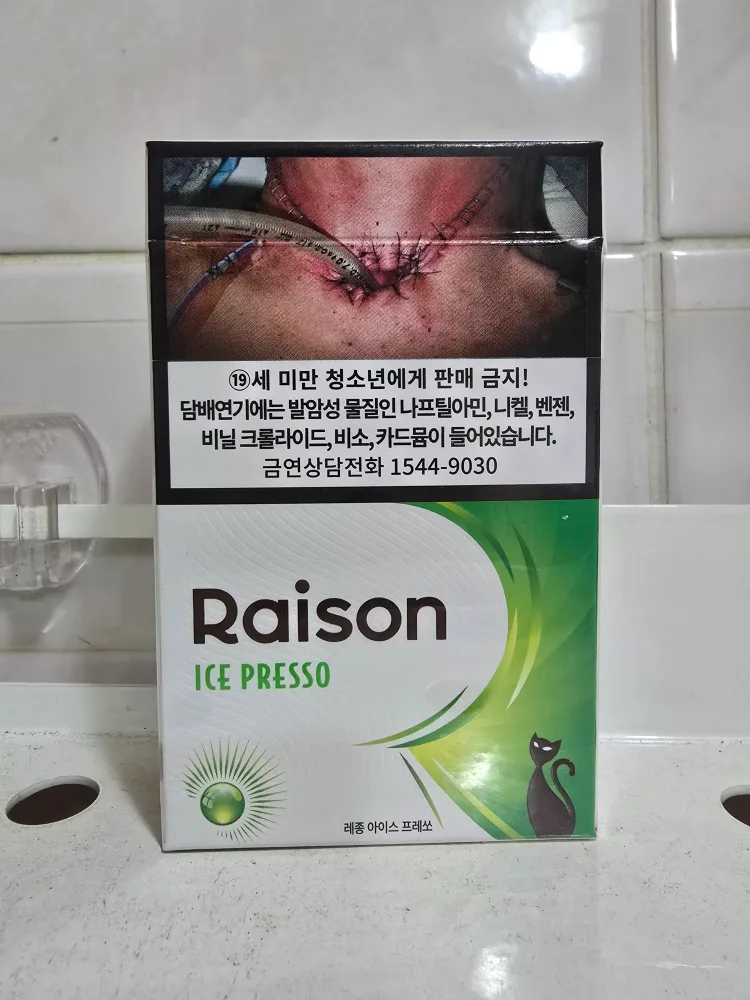 ⑲세 미만 청소년에게 판매 금지!
담배연기에는 발암성 물질인 나프틸아민, 니켈, 벤젠,
비닐 크롤라이드, 비소, 카드뮴이 들어있습니다.
금연상담전화 1544-9030
Raison
ICE PRESSO
레종 아이스 프레쏘